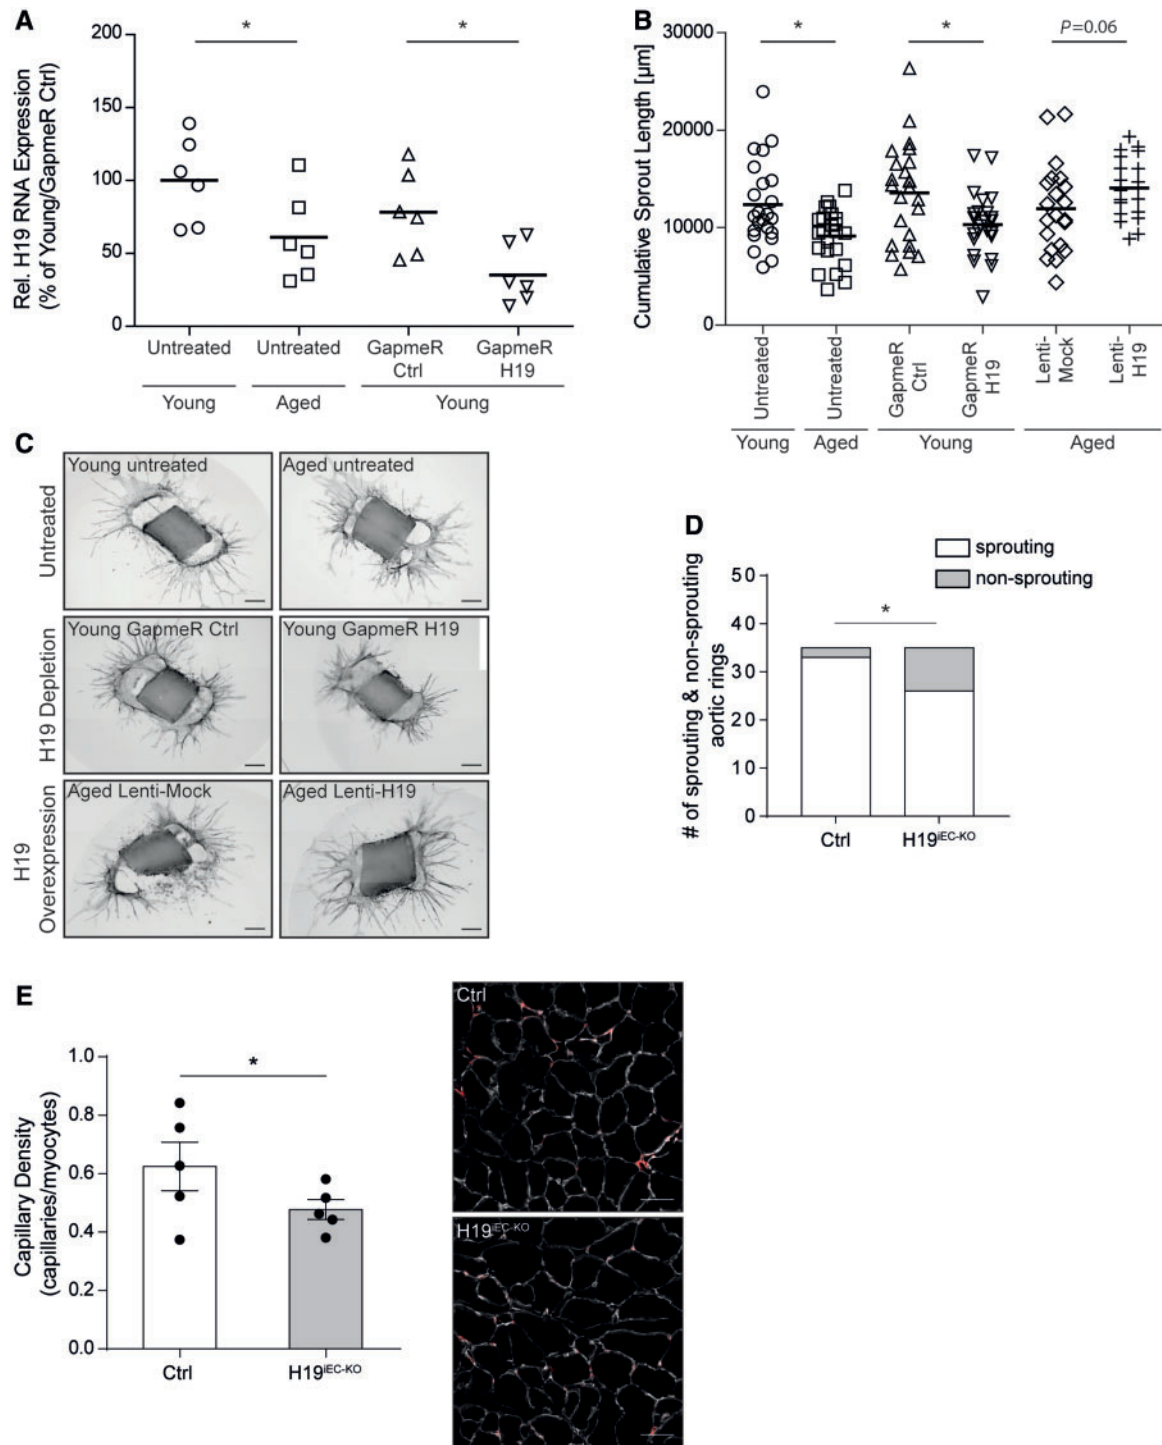 A
Rel. H19 RNA Expression
(% of Young/GapmeR Ctrl)
200
150
100
50
0
*
*
Untreated
Untreated
GapmeR
Ctrl
GapmeR
H19
Young
Aged
Young
B
Cumulative Sprout Length [µm]
30000
20000
10000
0
*
*
P=0.06
Untreated
Untreated
GapmeR
Ctrl
GapmeR
H19
Lenti-
Mock
Lenti-
H19
Young
Aged
Young
Aged
C
Untreated
Young untreated
Aged untreated
H19 Depletion
Young GapmeR Ctrl
Young GapmeR H19
H19
Overexpression
Aged Lenti-Mock
Aged Lenti-H19
D
sprouting
non-sprouting
# of sprouting & non-sprouting
aortic rings
50
40
30
20
10
0
*
Ctrl
H19iEC-KO
E
Capillary Density
(capillaries/myocytes)
1.0
0.8
0.6
0.4
0.2
0.0
*
Ctrl
H19iEC-KO
Ctrl
H19iEC-KO